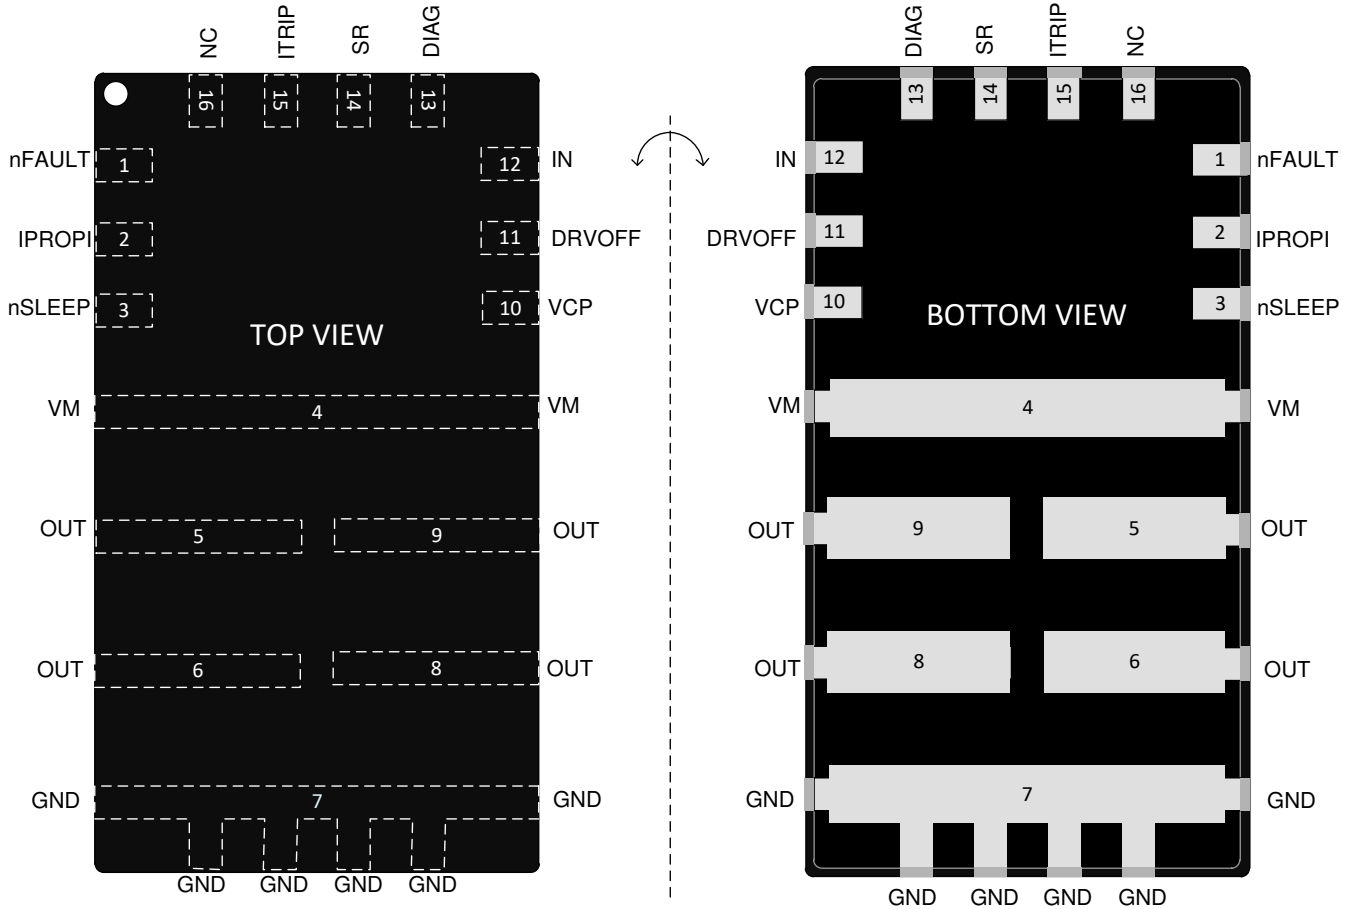 NC ITRIP SR DIAG
16 15 14 13
nFAULT 1 12 IN
IPROPI 2 11 DRVOFF
nSLEEP 3 10 VCP
TOP VIEW
VM 4 VM
OUT 5 9 OUT
OUT 6 8 OUT
GND 7 GND
GND GND GND GND
DIAG SR ITRIP NC
13 14 15 16
IN 12 1 nFAULT
DRVOFF 11 2 IPROPI
VCP 10 3 nSLEEP
BOTTOM VIEW
VM 4 VM
OUT 9 5 OUT
OUT 8 6 OUT
GND 7 GND
GND GND GND GND